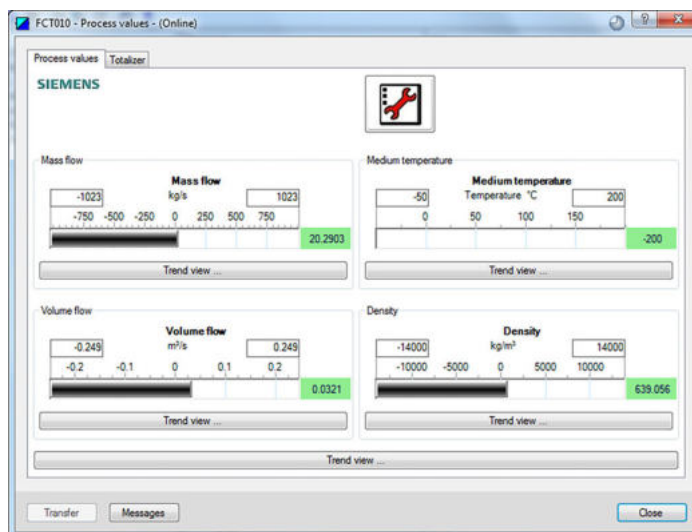 FCT010 - Process values - (Online)
Process values Totalizer
SIEMENS
Mass flow
Mass flow
-1023 kg/s 1023
-750 -500 -250 0 250 500 750
20.2903
Trend view ...
Medium temperature
Medium temperature
-50 Temperature °C 200
0 50 100 150
-200
Trend view ...
Volume flow
Volume flow
-0.249 m³/s 0.249
-0.2 -0.1 0 0.1 0.2
0.0321
Trend view ...
Density
Density
-14000 kg/m³ 14000
-10000 -5000 0 5000 10000
639.056
Trend view ...
Trend view ...
Transfer Messages Close